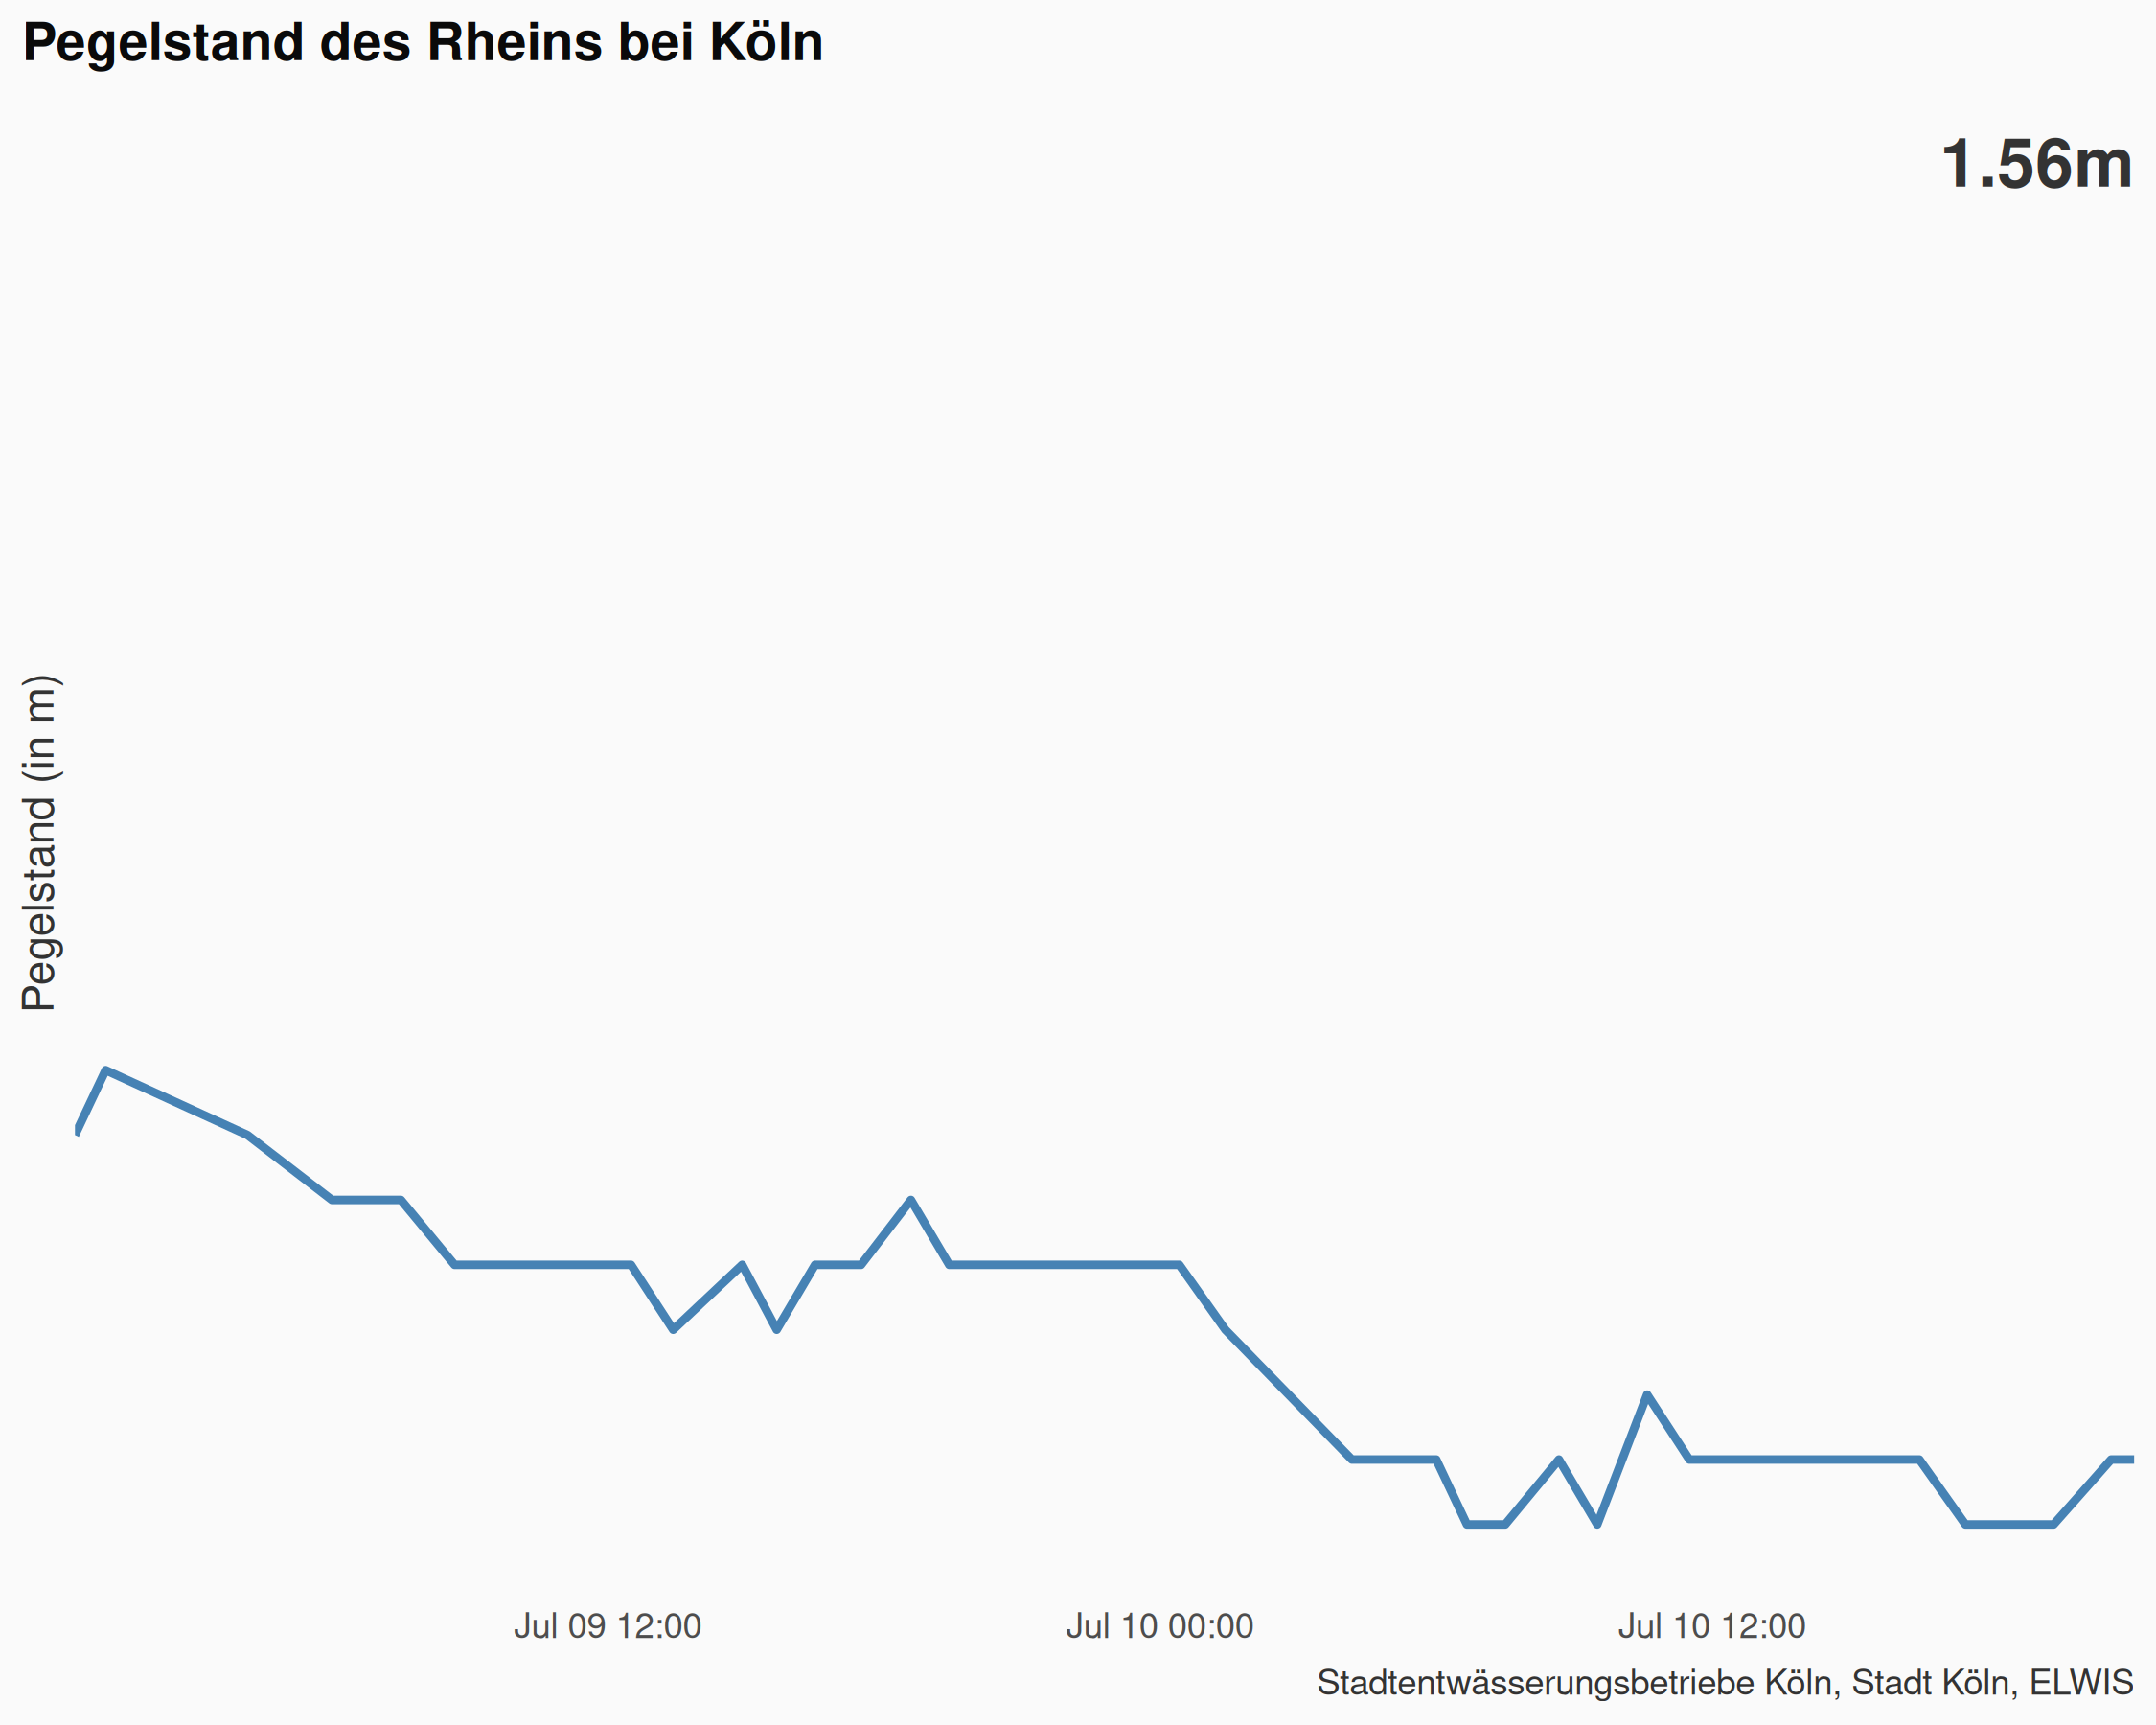 Pegelstand des Rheins bei Köln
1.56m
Pegelstand (in m)
Jul 09 12:00
Jul 10 00:00
Jul 10 12:00
Stadtentwässerungsbetriebe Köln, Stadt Köln, ELWIS